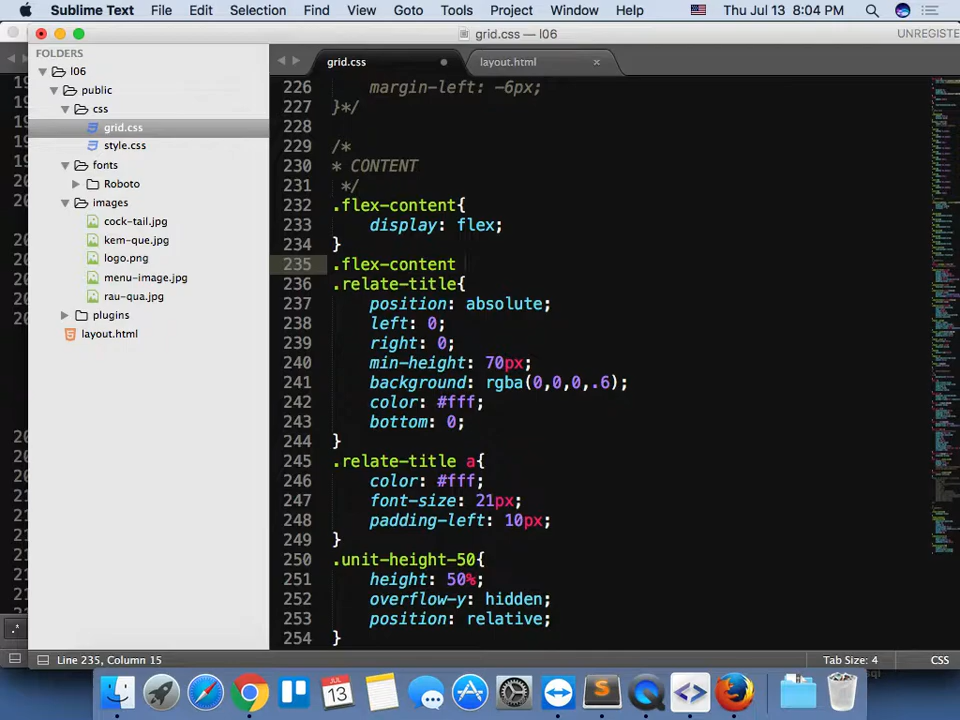 Sublime Text File Edit Selection Find View Goto Tools Project Window Help Thu Jul 13 8:04 PM
grid.css — l06
UNREGISTE
FOLDERS
l06
public
css
grid.css
style.css
fonts
Roboto
images
cock-tail.jpg
kem-que.jpg
logo.png
menu-image.jpg
rau-qua.jpg
plugins
layout.html
grid.css
layout.html ×
226 margin-left: -6px;
227 }*/
228
229 /*
230 * CONTENT
231 */
232 .flex-content{
233 display: flex;
234 }
235 .flex-content
236 .relate-title{
237 position: absolute;
238 left: 0;
239 right: 0;
240 min-height: 70px;
241 background: rgba(0,0,0,.6);
242 color: #fff;
243 bottom: 0;
244 }
245 .relate-title a{
246 color: #fff;
247 font-size: 21px;
248 padding-left: 10px;
249 }
250 .unit-height-50{
251 height: 50%;
252 overflow-y: hidden;
253 position: relative;
254 }
Line 235, Column 15
Tab Size: 4 CSS
JUL
13